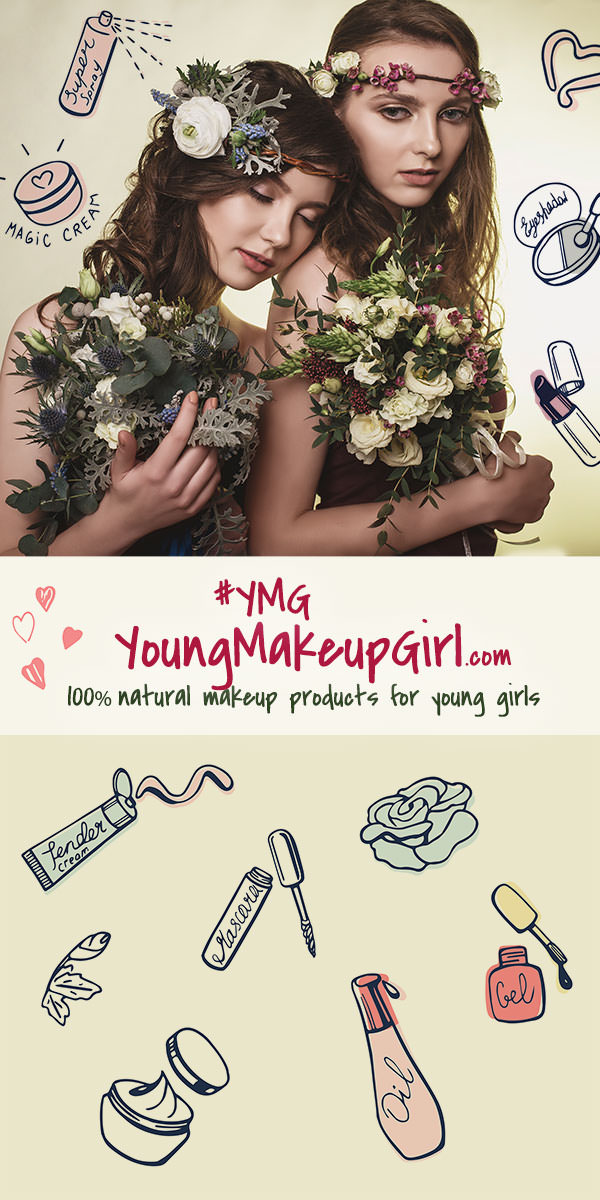 Super
Spray
MAGIC CREAM
Eyeshadow
#YMG
YoungMakeupGirl.com
100% natural makeup products for young girls
Tender
cream
Mascara
Gel
Oil